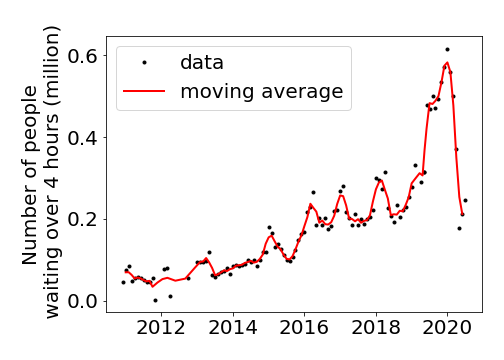 Number of people
waiting over 4 hours (million)
0.6
0.4
0.2
0.0
data
moving average
2012 2014 2016 2018 2020